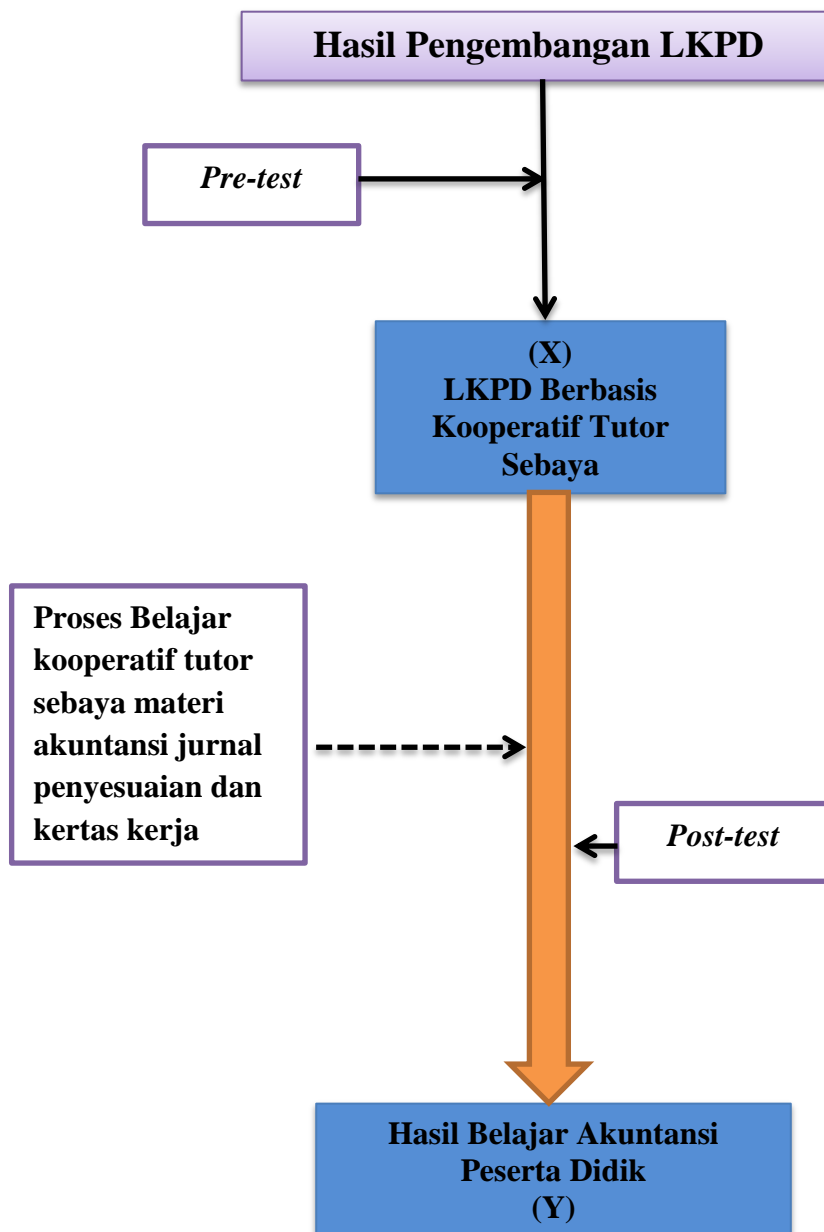 Hasil Pengembangan LKPD
Pre-test
(X)
LKPD Berbasis
Kooperatif Tutor
Sebaya
Proses Belajar
kooperatif tutor
sebaya materi
akuntansi jurnal
penyesuaian dan
kertas kerja
Post-test
Hasil Belajar Akuntansi
Peserta Didik
(Y)